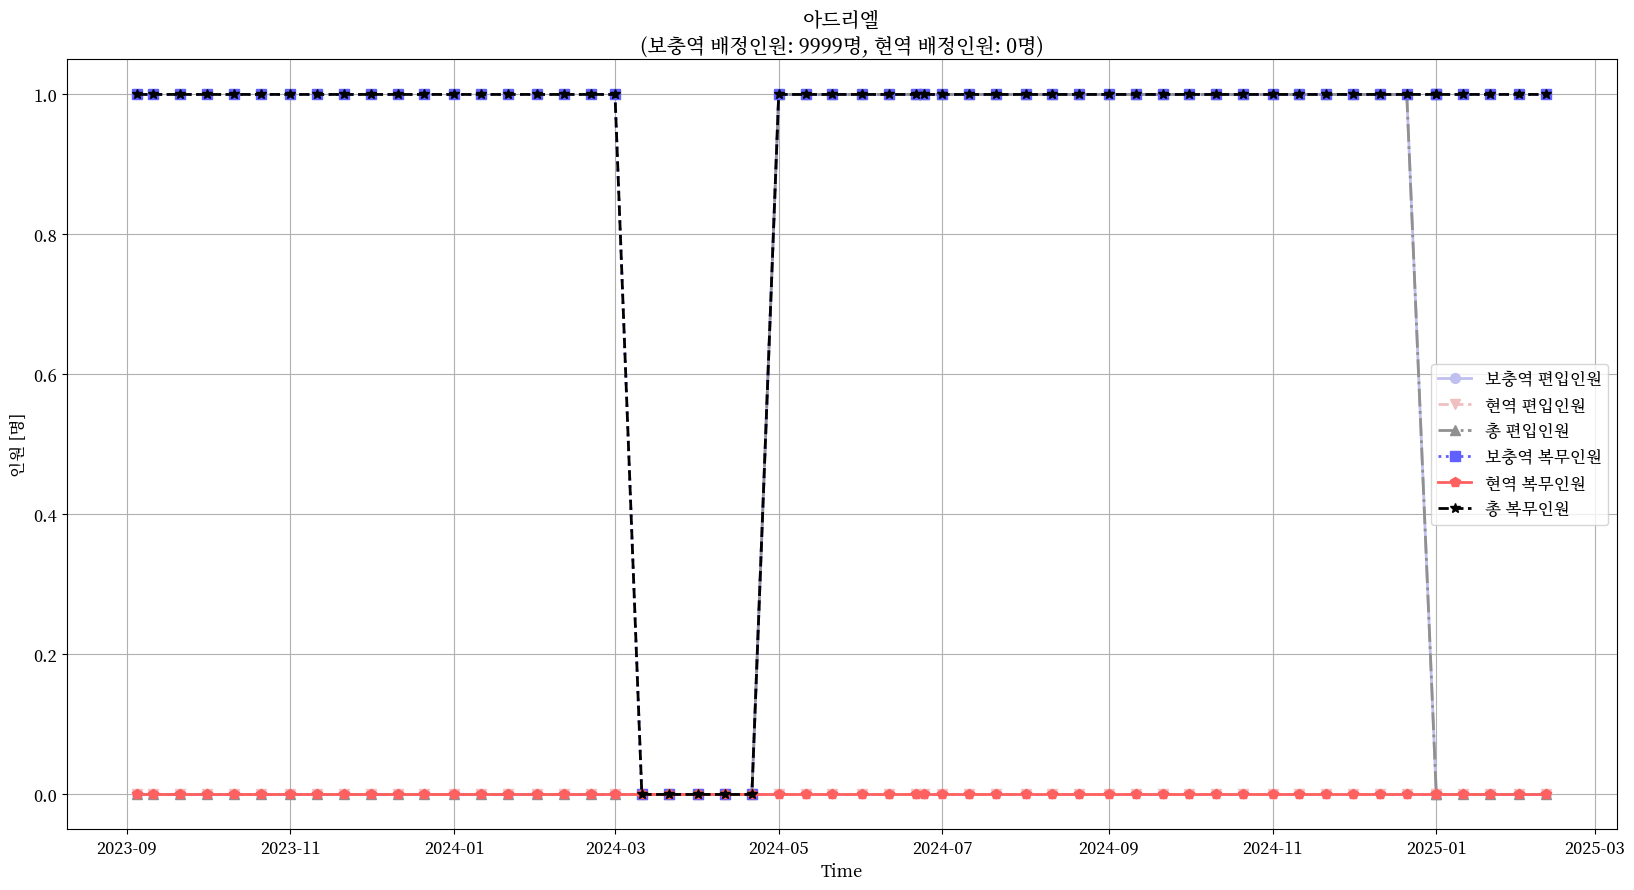 아드리엘
(보충역 배정인원: 9999명, 현역 배정인원: 0명)
1.0
0.8
0.6
0.4
0.2
0.0
인원 [명]
보충역 편입인원
현역 편입인원
총 편입인원
보충역 복무인원
현역 복무인원
총 복무인원
2023-09 2023-11 2024-01 2024-03 2024-05 2024-07 2024-09 2024-11 2025-01 2025-03
Time